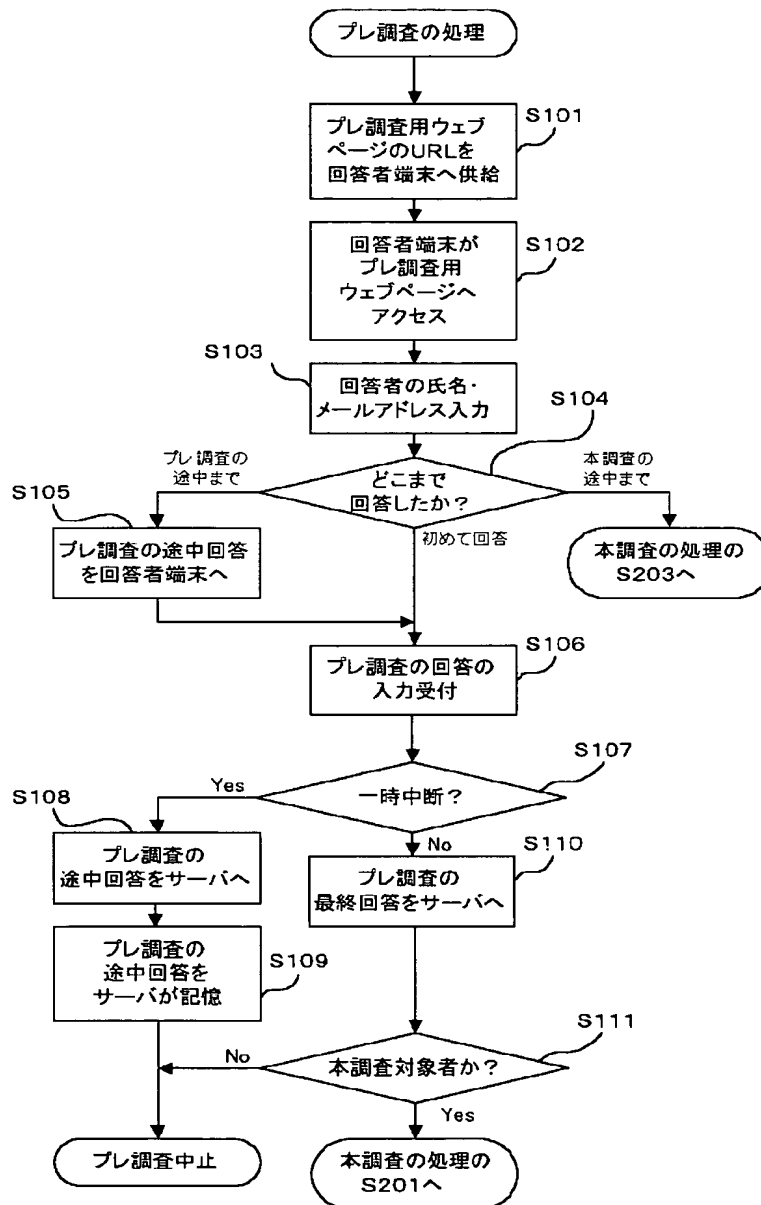 プレ調査の処理
S101
プレ調査用ウェブ
ページのURLを
回答者端末へ供給
S102
回答者端末が
プレ調査用
ウェブページへ
アクセス
S103
回答者の氏名・
メールアドレス入力
S104
プレ調査の
途中まで
どこまで
回答したか？
本調査の
途中まで
S105
プレ調査の途中回答
を回答者端末へ
初めて回答
本調査の処理の
S203へ
S106
プレ調査の回答の
入力受付
S107
Yes
一時中断？
S108
No
S110
プレ調査の
途中回答をサーバへ
プレ調査の
最終回答をサーバへ
プレ調査の
途中回答を
サーバが記憶
S109
S111
No
本調査対象者か？
Yes
プレ調査中止
本調査の処理の
S201へ